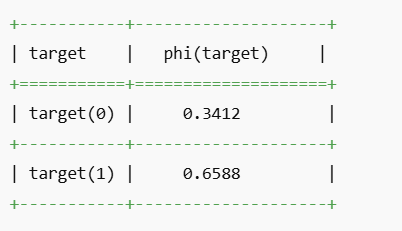 +-----------+-------------------+
| target    |   phi(target)     |
+===========+===================+
| target(0) |     0.3412         |
+-----------+-------------------+
| target(1) |     0.6588         |
+-----------+-------------------+